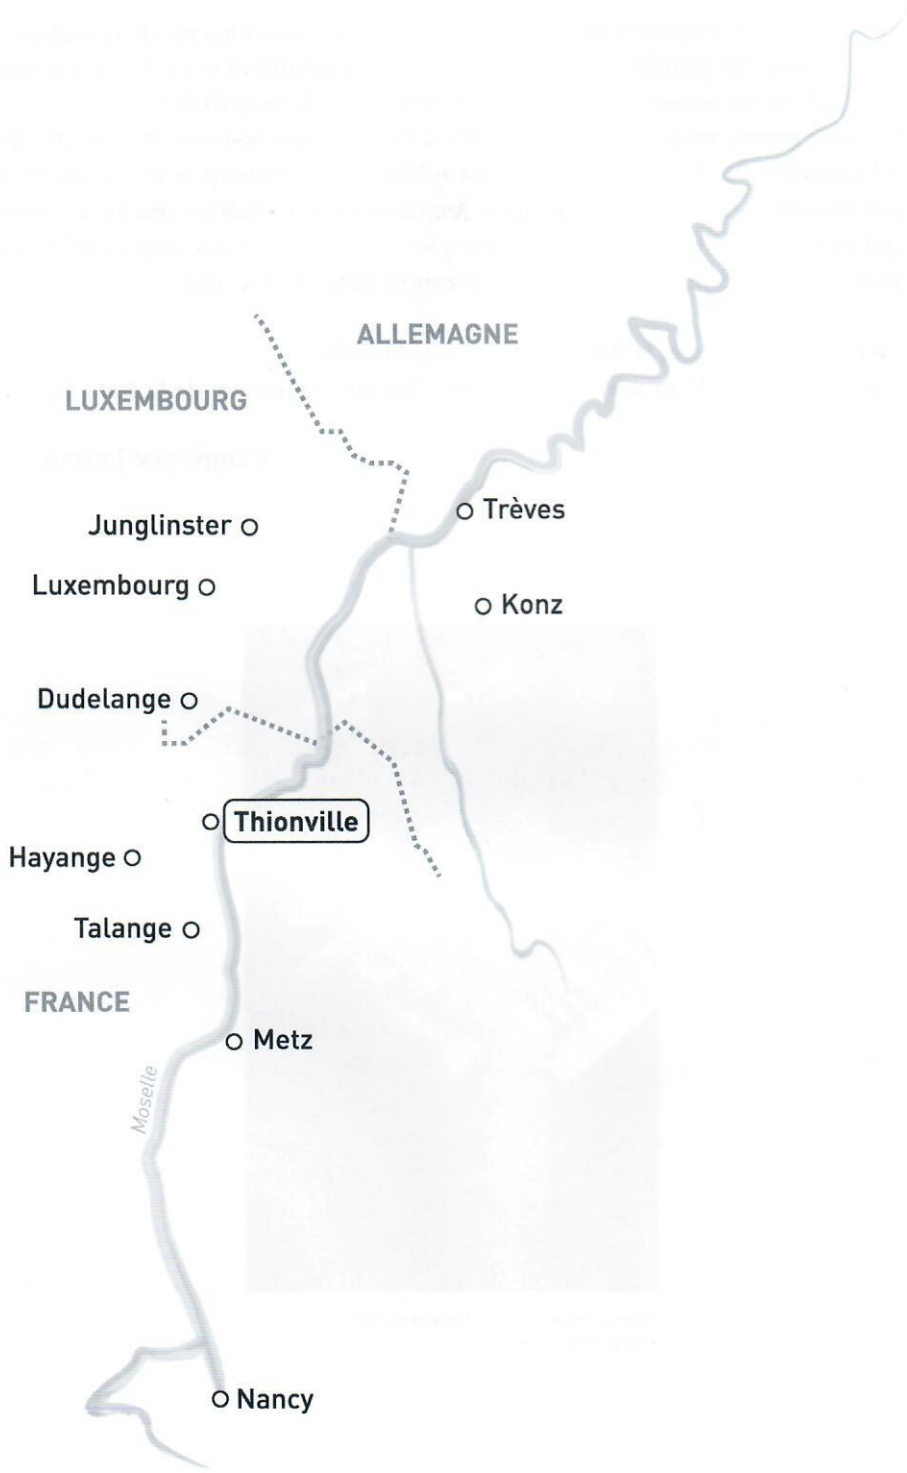 ALLEMAGNE
LUXEMBOURG
Trèves
Junglinster
Luxembourg
Konz
Dudelange
Thionville
Hayange
Talange
FRANCE
Metz
Moselle
Nancy